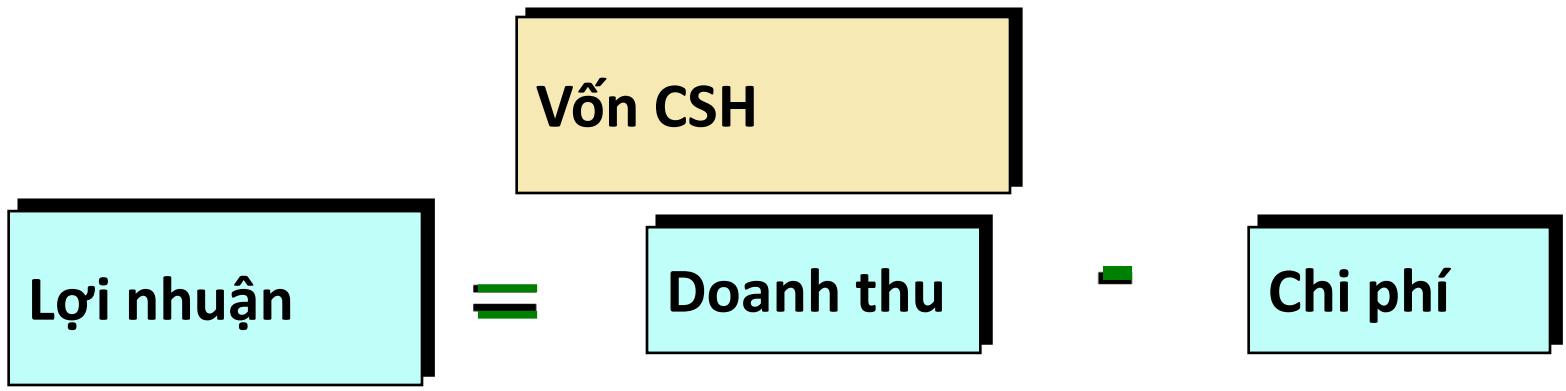 Vốn CSH
Lợi nhuận = Doanh thu - Chi phí